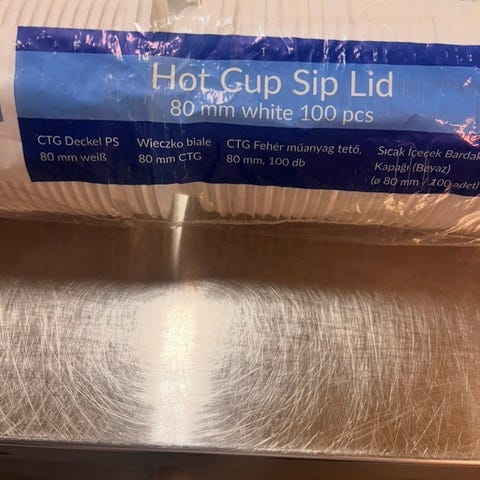 Hot Cup Sip Lid
80 mm white 100 pcs
CTG Deckel PS
80 mm weiß
Wieczko białe
80 mm CTG
CTG Fehér műanyag tető,
80 mm, 100 db
Sıcak İçecek Bardak
Kapağı (Beyaz)
(ø 80 mm / 100 adet)